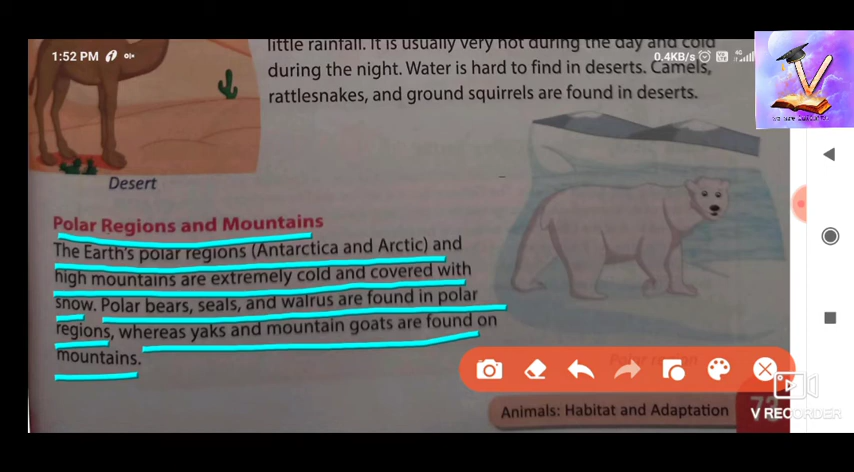 little rainfall. It is usually very hot during the day and cold
1:52 PM
0.4KB/s
4G
during the night. Water is hard to find in deserts. Camels,
rattlesnakes, and ground squirrels are found in deserts.
Desert
Polar Regions and Mountains
The Earth's polar regions (Antarctica and Arctic) and
high mountains are extremely cold and covered with
snow. Polar bears, seals, and walrus are found in polar
regions, whereas yaks and mountain goats are found on
mountains.
Polar region
Animals: Habitat and Adaptation
73
V RECORDER
V